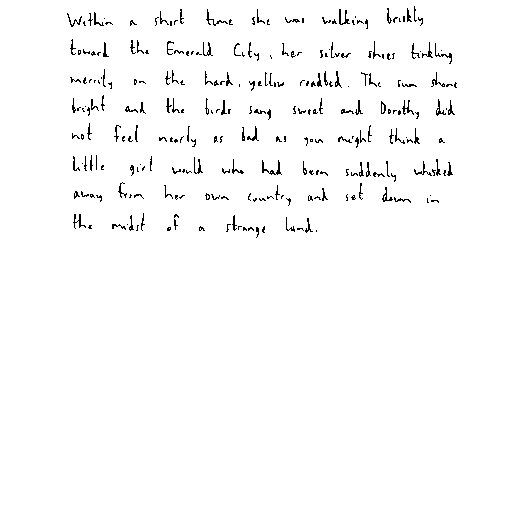 Within a short time she was walking briskly
toward the Emerald City, her silver shoes tinkling
merrily on the hard, yellow roadbed. The sun shone
bright and the birds sang sweet and Dorothy did
not feel nearly as bad as you might think a
little girl would who had been suddenly whisked
away from her own country and set down in
the midst of a strange land.